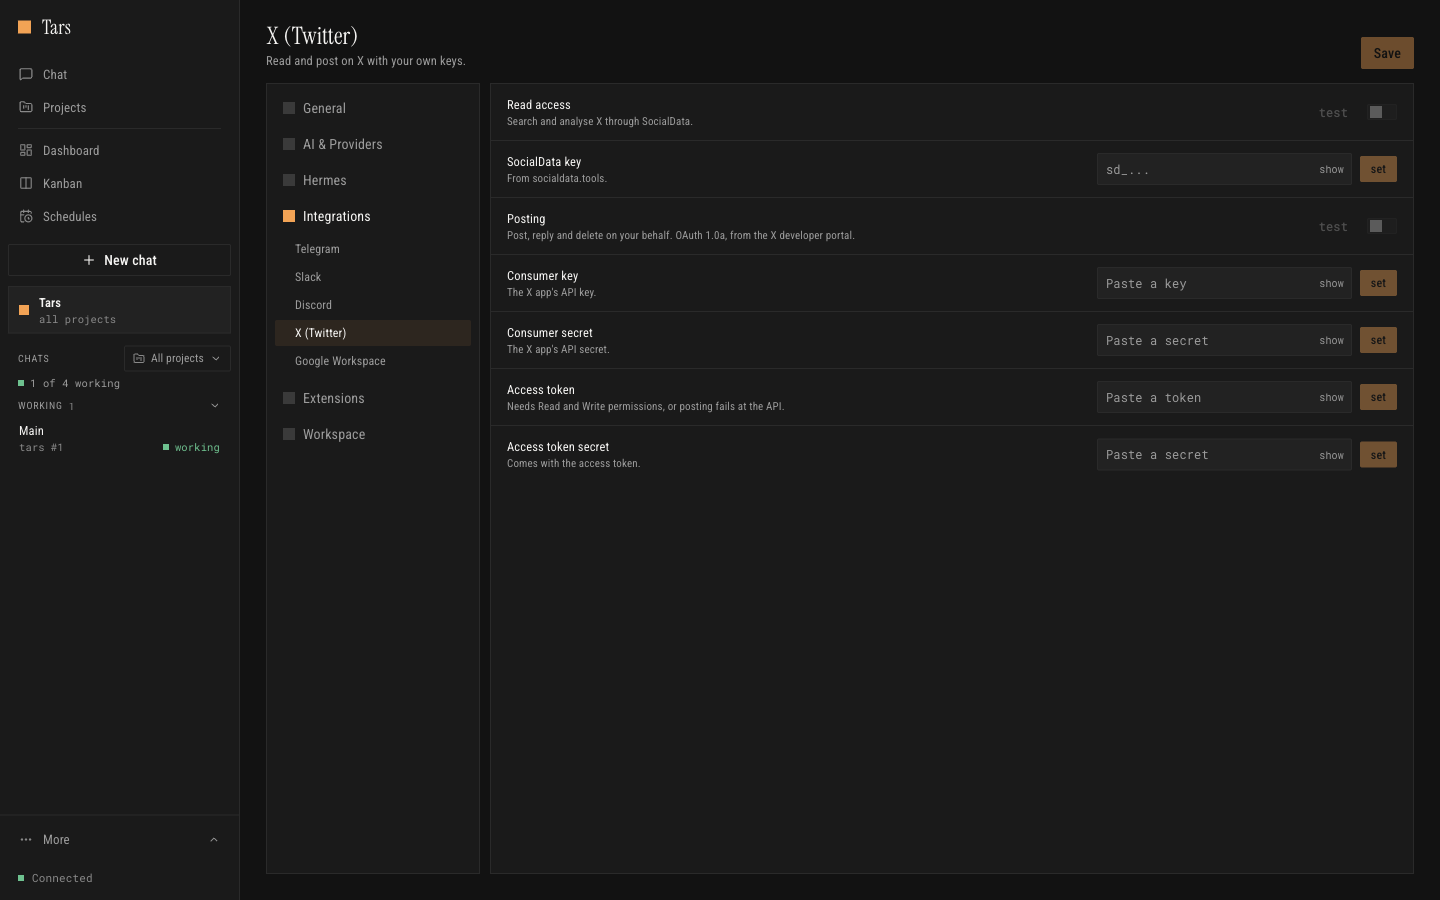 Tars
Chat
Projects
Dashboard
Kanban
Schedules
New chat
Tars
all projects
CHATS
All projects
1 of 4 working
WORKING 1
Main
tars #1
working
More
Connected
X (Twitter)
Read and post on X with your own keys.
Save
General
AI & Providers
Hermes
Integrations
Telegram
Slack
Discord
X (Twitter)
Google Workspace
Extensions
Workspace
Read access
Search and analyse X through SocialData.
test
SocialData key
From socialdata.tools.
sd_...
show
set
Posting
Post, reply and delete on your behalf. OAuth 1.0a, from the X developer portal.
test
Consumer key
The X app's API key.
Paste a key
show
set
Consumer secret
The X app's API secret.
Paste a secret
show
set
Access token
Needs Read and Write permissions, or posting fails at the API.
Paste a token
show
set
Access token secret
Comes with the access token.
Paste a secret
show
set